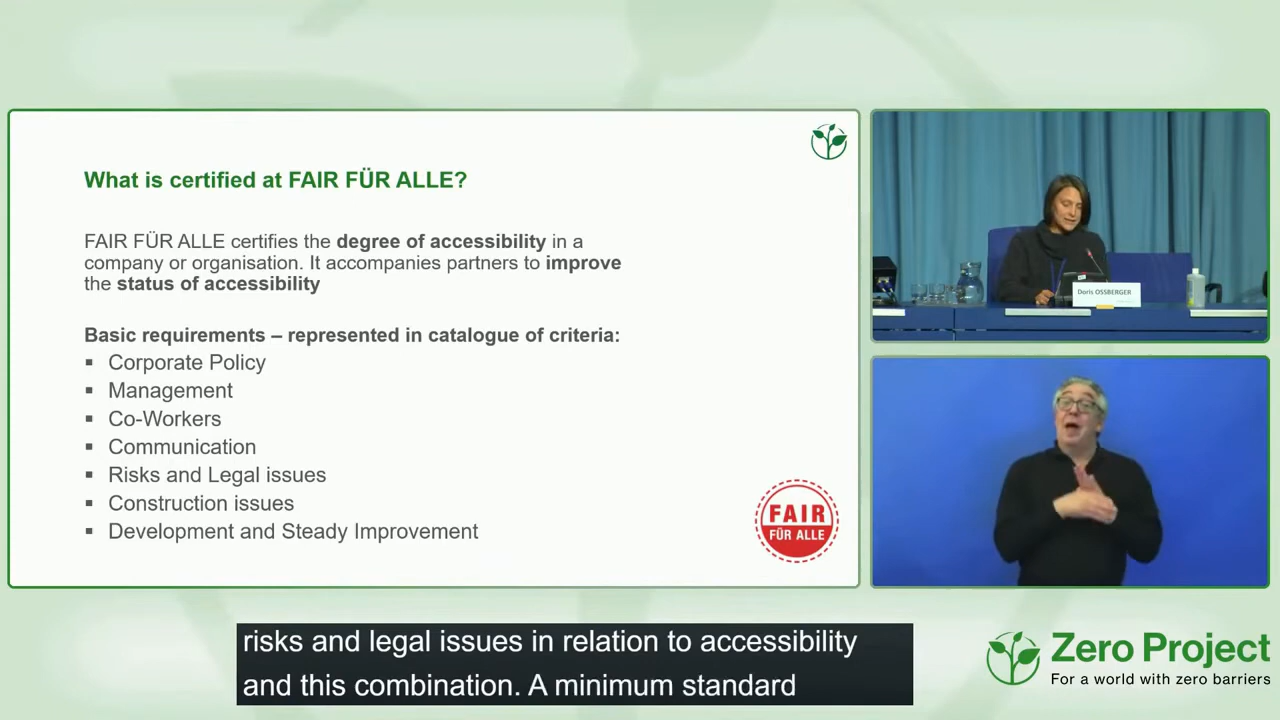 What is certified at FAIR FÜR ALLE?
FAIR FÜR ALLE certifies the degree of accessibility in a
company or organisation. It accompanies partners to improve
the status of accessibility
Basic requirements – represented in catalogue of criteria:
▪ Corporate Policy
▪ Management
▪ Co-Workers
▪ Communication
▪ Risks and Legal issues
▪ Construction issues
▪ Development and Steady Improvement
FAIR
FÜR ALLE
Doris OSSBERGER
risks and legal issues in relation to accessibility
and this combination. A minimum standard
Zero Project
For a world with zero barriers